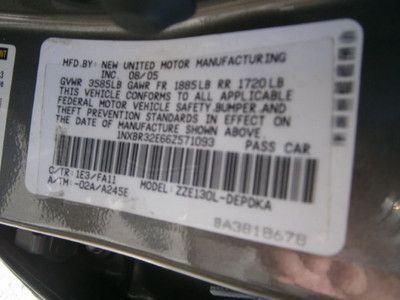 MFD.BY: NEW UNITED MOTOR MANUFACTURING
INC. 08/05
GVWR 3585LB GAWR FR 1885LB RR 1720LB
THIS VEHICLE CONFORMS TO ALL APPLICABLE
FEDERAL MOTOR VEHICLE SAFETY, BUMPER, AND
THEFT PREVENTION STANDARDS IN EFFECT ON
THE DATE OF MANUFACTURE SHOWN ABOVE.
1NXBR32E66Z571093 PASS CAR
C/TR: 1E3/FA11
A/TM: -02A/A245E MODEL: ZZE130L-DEPDKA
BA3818678